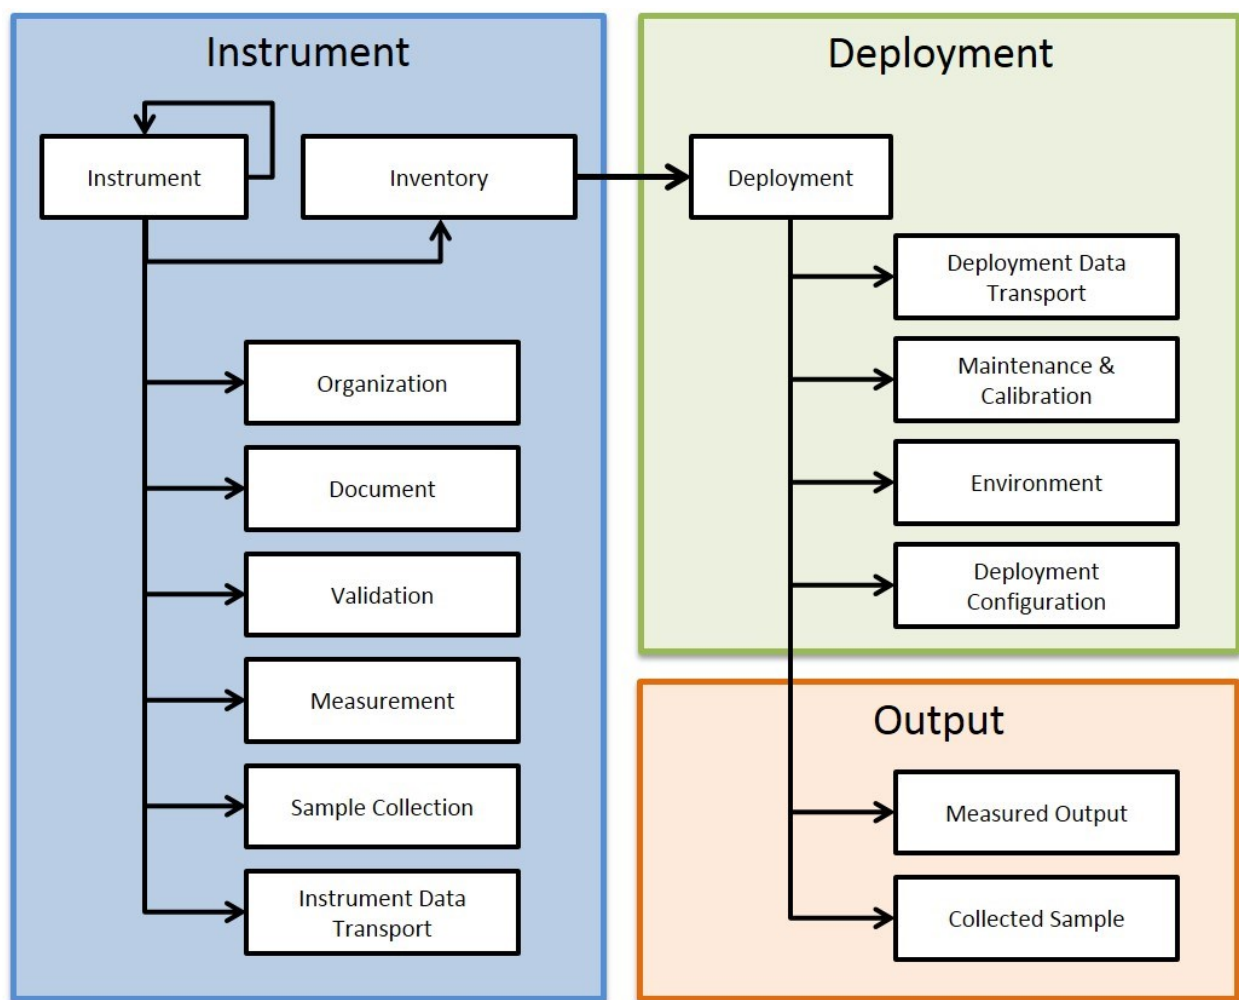 Instrument
Instrument
Inventory
Organization
Document
Validation
Measurement
Sample Collection
Instrument Data
Transport
Deployment
Deployment
Deployment Data
Transport
Maintenance &
Calibration
Environment
Deployment
Configuration
Output
Measured Output
Collected Sample